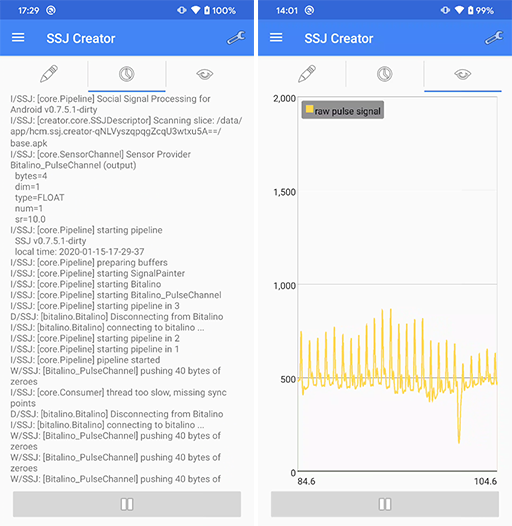 17:29
100%
SSJ Creator
I/SSJ: [core.Pipeline] Social Signal Processing for
Android v0.7.5.1-dirty
I/SSJ: [creator.core.SSJDescriptor] Scanning slice: /data/
app/hcm.ssj.creator-qNLVyszqpqgZcqU3wtxu5A==/
base.apk
I/SSJ: [core.SensorChannel] Sensor Provider
Bitalino_PulseChannel (output)
bytes=4
dim=1
type=FLOAT
num=1
sr=10.0
I/SSJ: [core.Pipeline] starting pipeline
SSJ v0.7.5.1-dirty
local time: 2020-01-15-17-29-37
I/SSJ: [core.Pipeline] preparing buffers
I/SSJ: [core.Pipeline] starting SignalPainter
I/SSJ: [core.Pipeline] starting Bitalino
I/SSJ: [core.Pipeline] starting Bitalino_PulseChannel
I/SSJ: [core.Pipeline] starting pipeline in 3
D/SSJ: [bitalino.Bitalino] Disconnecting from Bitalino
I/SSJ: [bitalino.Bitalino] connecting to bitalino ...
I/SSJ: [core.Pipeline] starting pipeline in 2
I/SSJ: [core.Pipeline] starting pipeline in 1
I/SSJ: [core.Pipeline] pipeline started
W/SSJ: [Bitalino_PulseChannel] pushing 40 bytes of
zeroes
I/SSJ: [core.Consumer] thread too slow, missing sync
points
D/SSJ: [bitalino.Bitalino] Disconnecting from Bitalino
I/SSJ: [bitalino.Bitalino] connecting to bitalino ...
W/SSJ: [Bitalino_PulseChannel] pushing 40 bytes of
zeroes
W/SSJ: [Bitalino_PulseChannel] pushing 40 bytes of
zeroes
W/SSJ: [Bitalino_PulseChannel] pushing 40 bytes of
14:01
99%
SSJ Creator
2,000
raw pulse signal
1,500
1,000
500
0
84.6
104.6